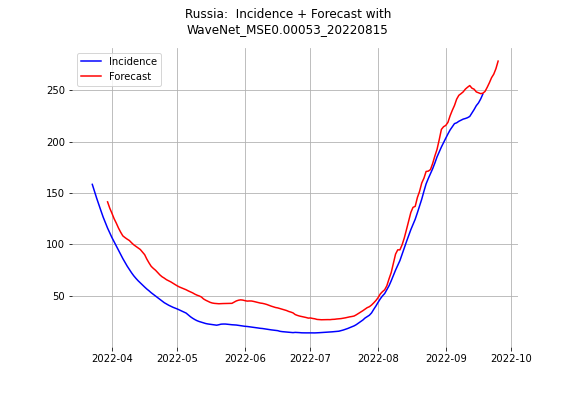 Russia:  Incidence + Forecast with
WaveNet_MSE0.00053_20220815
Incidence
Forecast
250
200
150
100
50
2022-04 2022-05 2022-06 2022-07 2022-08 2022-09 2022-10